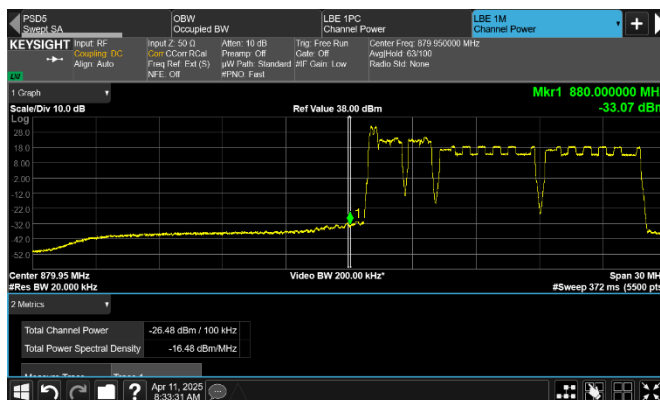 PSD5
Swept SA
OBW
Occupied BW
LBE 1PC
Channel Power
LBE 1M
Channel Power
KEYSIGHT
Input: RF
Coupling: DC
Align: Auto
Input Z: 50 Ω
Corr CCorr RCal
Freq Ref: Ext (S)
NFE: Off
Atten: 10 dB
Preamp: Off
µW Path: Standard
#PNO: Fast
Trig: Free Run
Gate: Off
#IF Gain: Low
Center Freq: 879.950000 MHz
Avg|Hold: 63/100
Radio Std: None
1 Graph
Mkr1 880.000000 MH
-33.07 dBm
Scale/Div 10.0 dB
Ref Value 38.00 dBm
Log
28.0
18.0
8.00
-2.00
-12.0
-22.0
-32.0
-42.0
-52.0
1
Center 879.95 MHz
Video BW 200.00 kHz*
Span 30 MH
#Res BW 20.000 kHz
#Sweep 372 ms (5500 pts
2 Metrics
Total Channel Power
-26.48 dBm / 100 kHz
Total Power Spectral Density
-16.48 dBm/MHz
Measure Trace
Trace 1
Apr 11, 2025
8:33:31 AM